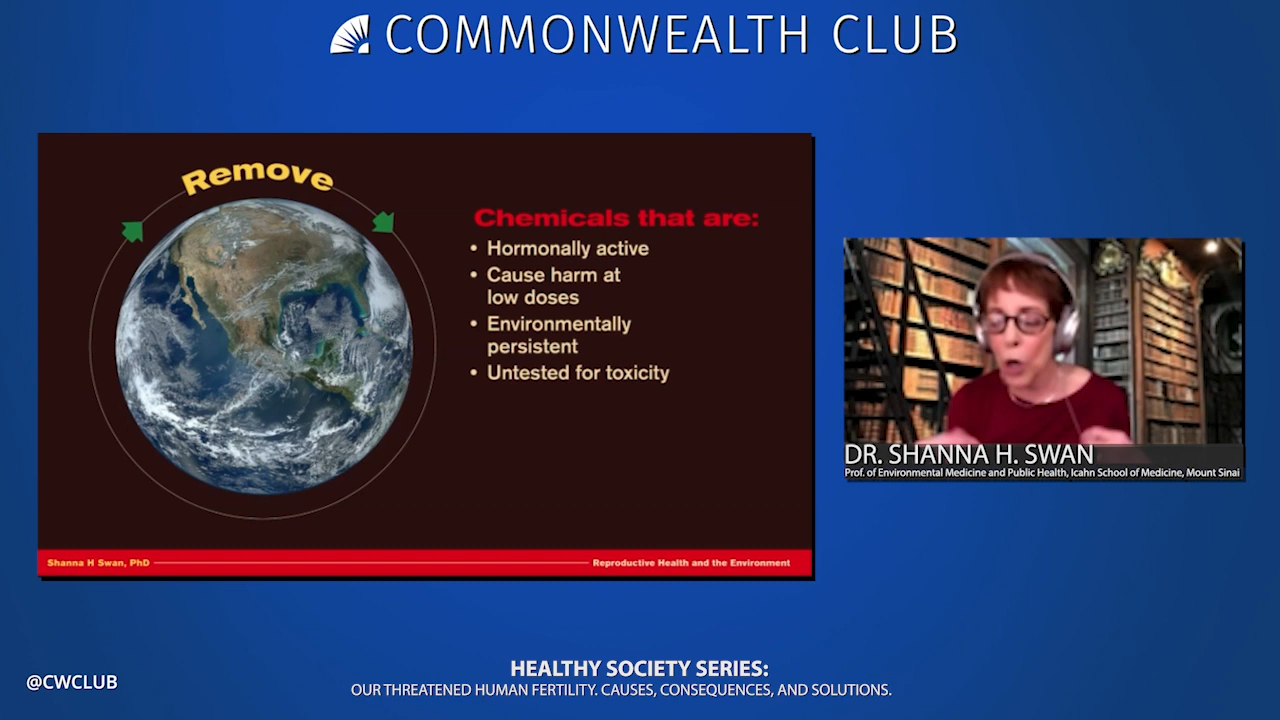 COMMONWEALTH CLUB
Remove
Chemicals that are:
• Hormonally active
• Cause harm at
low doses
• Environmentally
persistent
• Untested for toxicity
Shanna H Swan, PhD
Reproductive Health and the Environment
DR. SHANNA H. SWAN
Prof. of Environmental Medicine and Public Health, Icahn School of Medicine, Mount Sinai
@CWCLUB
HEALTHY SOCIETY SERIES:
OUR THREATENED HUMAN FERTILITY. CAUSES, CONSEQUENCES, AND SOLUTIONS.